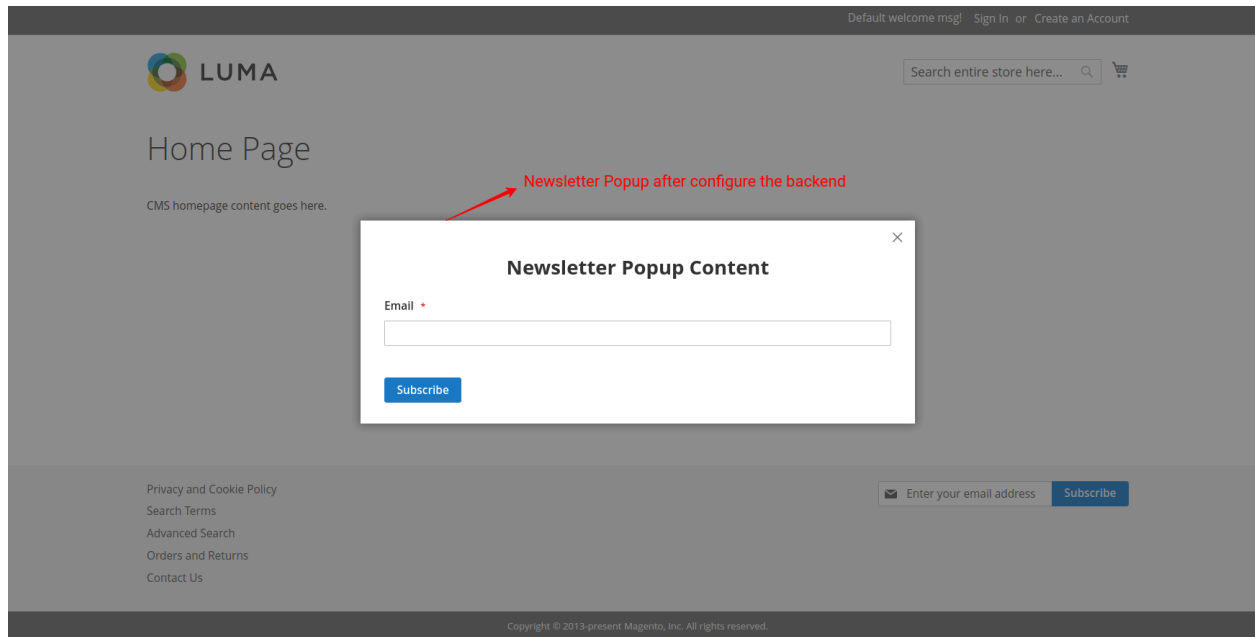 Default welcome msg! Sign In or Create an Account
LUMA
Search entire store here...
Home Page
Newsletter Popup after configure the backend
CMS homepage content goes here.
Newsletter Popup Content
Email *
Subscribe
Privacy and Cookie Policy
Enter your email address Subscribe
Search Terms
Advanced Search
Orders and Returns
Contact Us
Copyright © 2013-present Magento, Inc. All rights reserved.